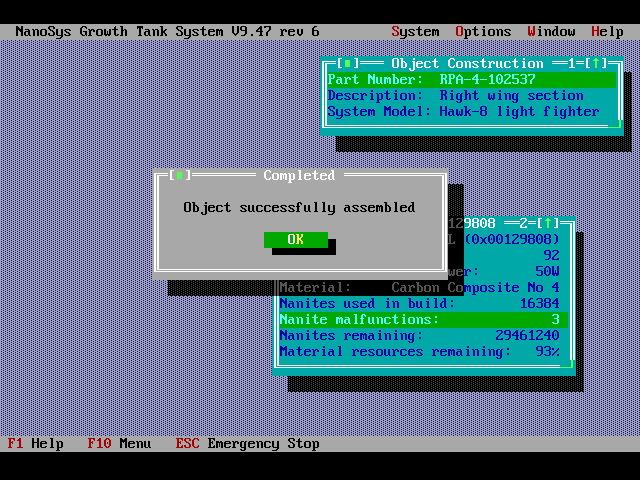 NanoSys Growth Tank System V9.47 rev 6 System Options Window Help
[■] Object Construction 1=[↑]
Part Number: RPA-4-102537
Description: Right wing section
System Model: Hawk-8 light fighter
[■] Completed
Object successfully assembled
OK
129808 2=[↑]
(0x00129808)
92
wer: 50W
Material: Carbon Composite No 4
Nanites used in build: 16384
Nanite malfunctions: 3
Nanites remaining: 29461240
Material resources remaining: 93%
F1 Help F10 Menu ESC Emergency Stop